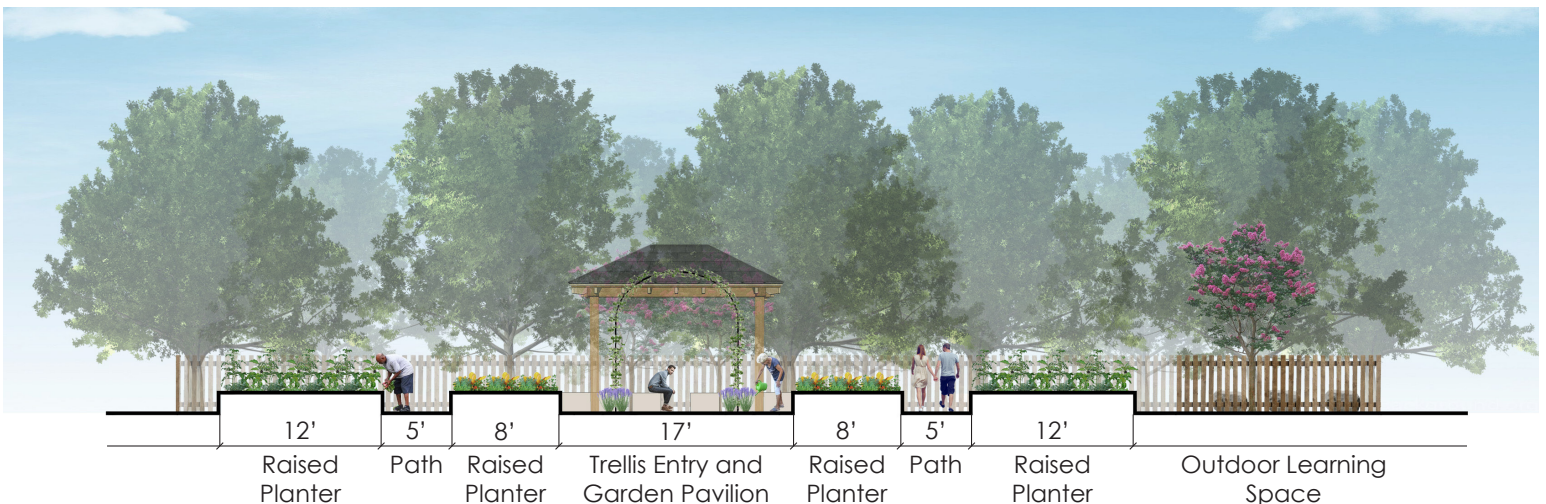 12’ 5’ 8’ 17’ 8’ 5’ 12’
Raised Path Raised Trellis Entry and Raised Path Raised Outdoor Learning
Planter Planter Garden Pavilion Planter Planter Space